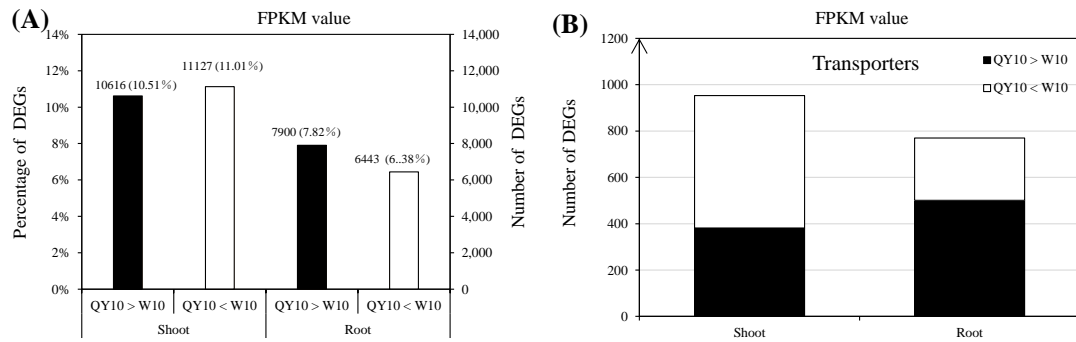 (A)
FPKM value
14%
12%
10%
8%
6%
4%
2%
0%
Percentage of DEGs
14,000
12,000
10,000
8,000
6,000
4,000
2,000
0
Number of DEGs
10616 (10.51%)
11127 (11.01%)
7900 (7.82%)
6443 (6..38%)
QY10 > W10
QY10 < W10
QY10 > W10
QY10 < W10
Shoot
Root
(B)
FPKM value
1200
1000
800
600
400
200
0
Number of DEGs
Transporters
QY10 > W10
QY10 < W10
Shoot
Root